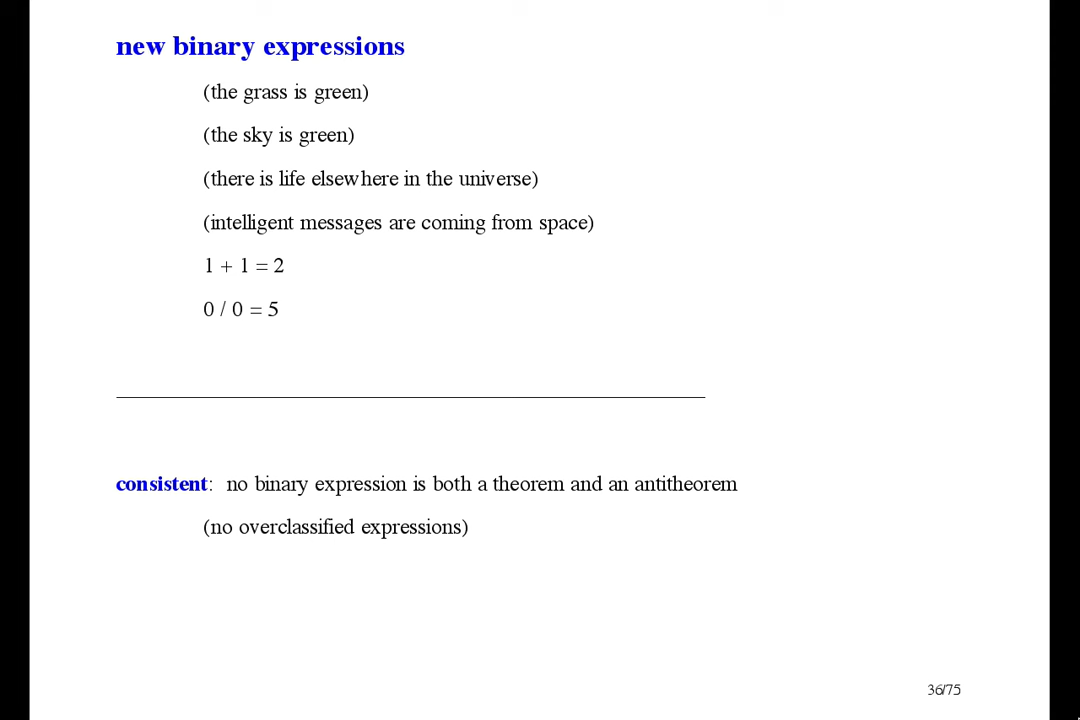 new binary expressions
(the grass is green)
(the sky is green)
(there is life elsewhere in the universe)
(intelligent messages are coming from space)
1 + 1 = 2
0 / 0 = 5
consistent: no binary expression is both a theorem and an antitheorem
(no overclassified expressions)
36/75